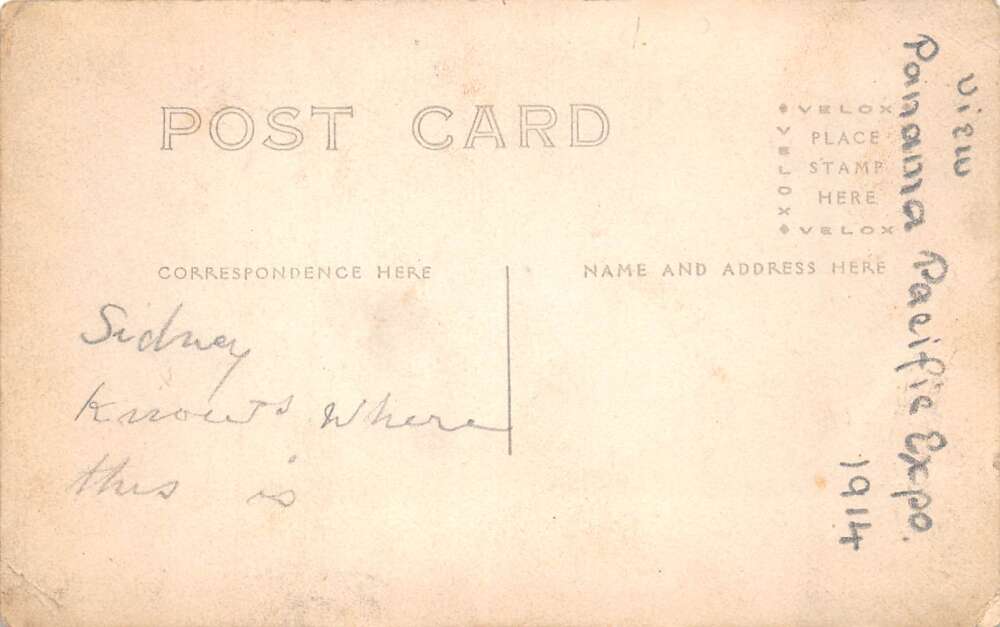 POST CARD
VELOX
VELOX
PLACE
STAMP
HERE
VELOX
CORRESPONDENCE HERE
NAME AND ADDRESS HERE
Sidney
Knows where
this is
View
Panama Pacific Expo.
1914